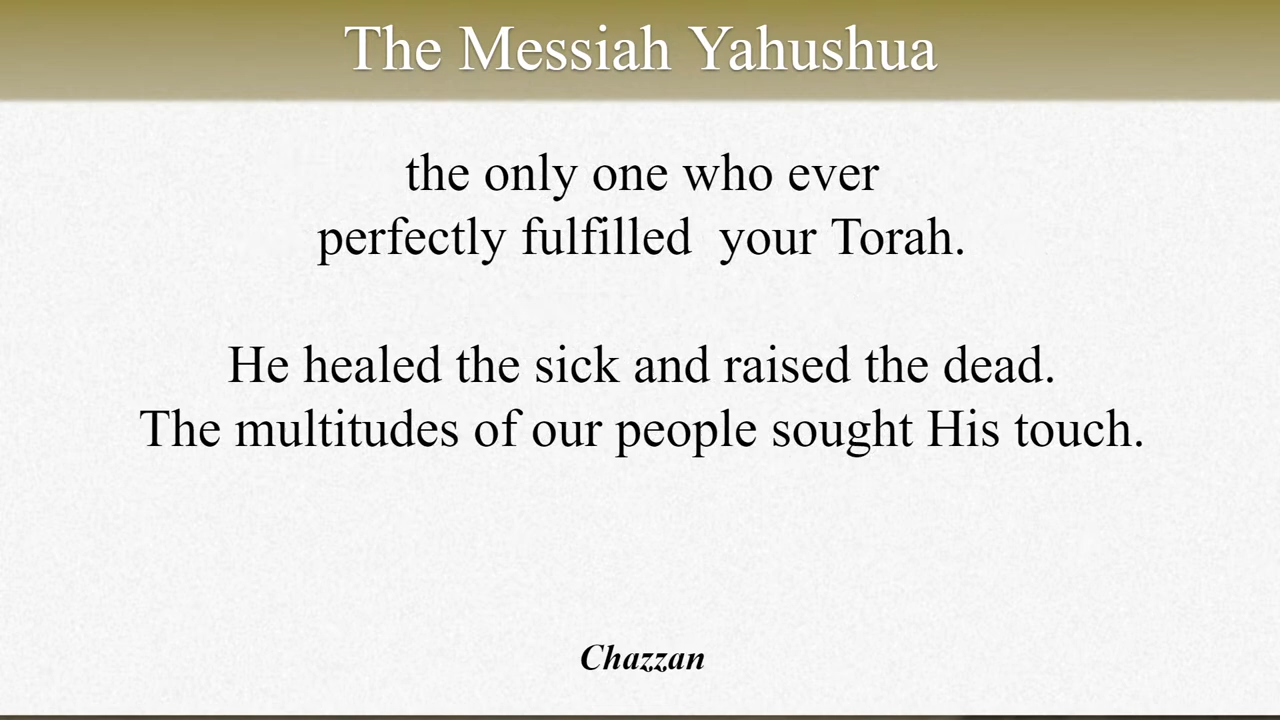 The Messiah Yahushua
the only one who ever
perfectly fulfilled  your Torah.
He healed the sick and raised the dead.
The multitudes of our people sought His touch.
Chazzan